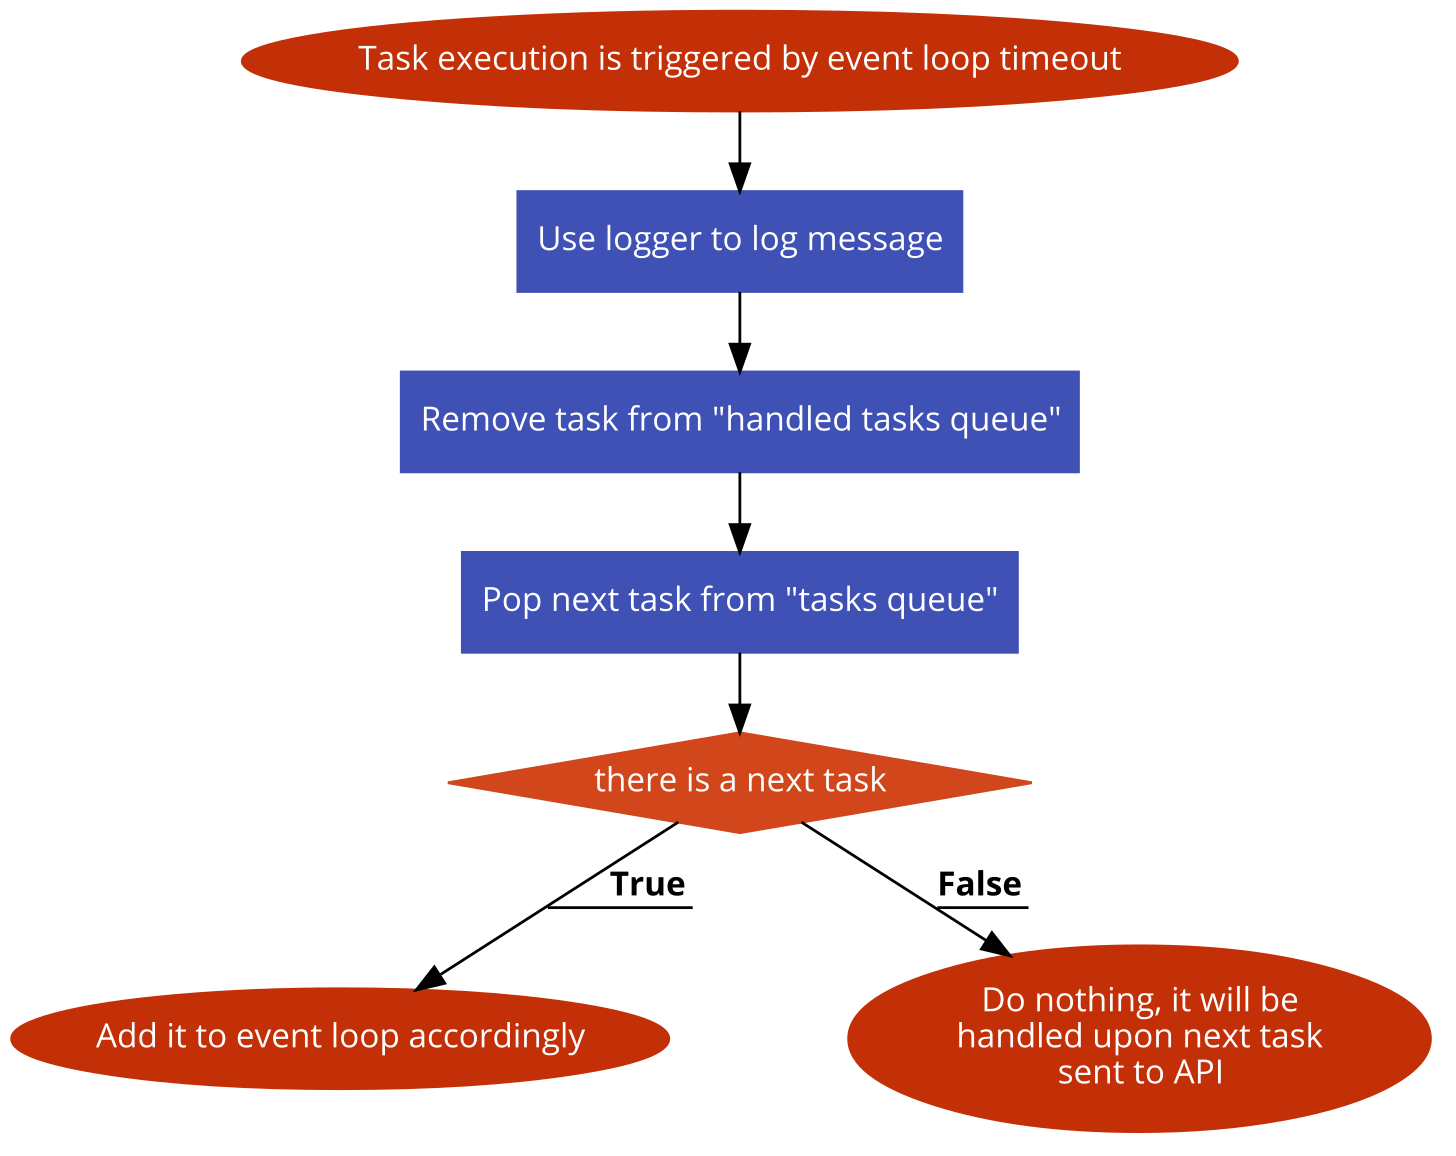 Task execution is triggered by event loop timeout
Use logger to log message
Remove task from "handled tasks queue"
Pop next task from "tasks queue"
there is a next task
True
False
Add it to event loop accordingly
Do nothing, it will be
handled upon next task
sent to API